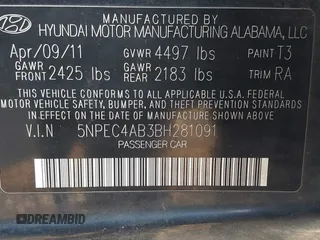 MANUFACTURED BY
HYUNDAI MOTOR MANUFACTURING ALABAMA, LLC
Apr/09/11 GVWR 4497 lbs PAINT T3
GAWR FRONT 2425 lbs GAWR REAR 2183 lbs TRIM RA
THIS VEHICLE CONFORMS TO ALL APPLICABLE U.S.A. FEDERAL
MOTOR VEHICLE SAFETY, BUMPER, AND THEFT PREVENTION
STANDARDS IN EFFECT ON THE DATE OF MANUFACTURE SHOWN ABOVE.
V.I.N 5NPEC4AB3BH281091
PASSENGER CAR
DREAMBID